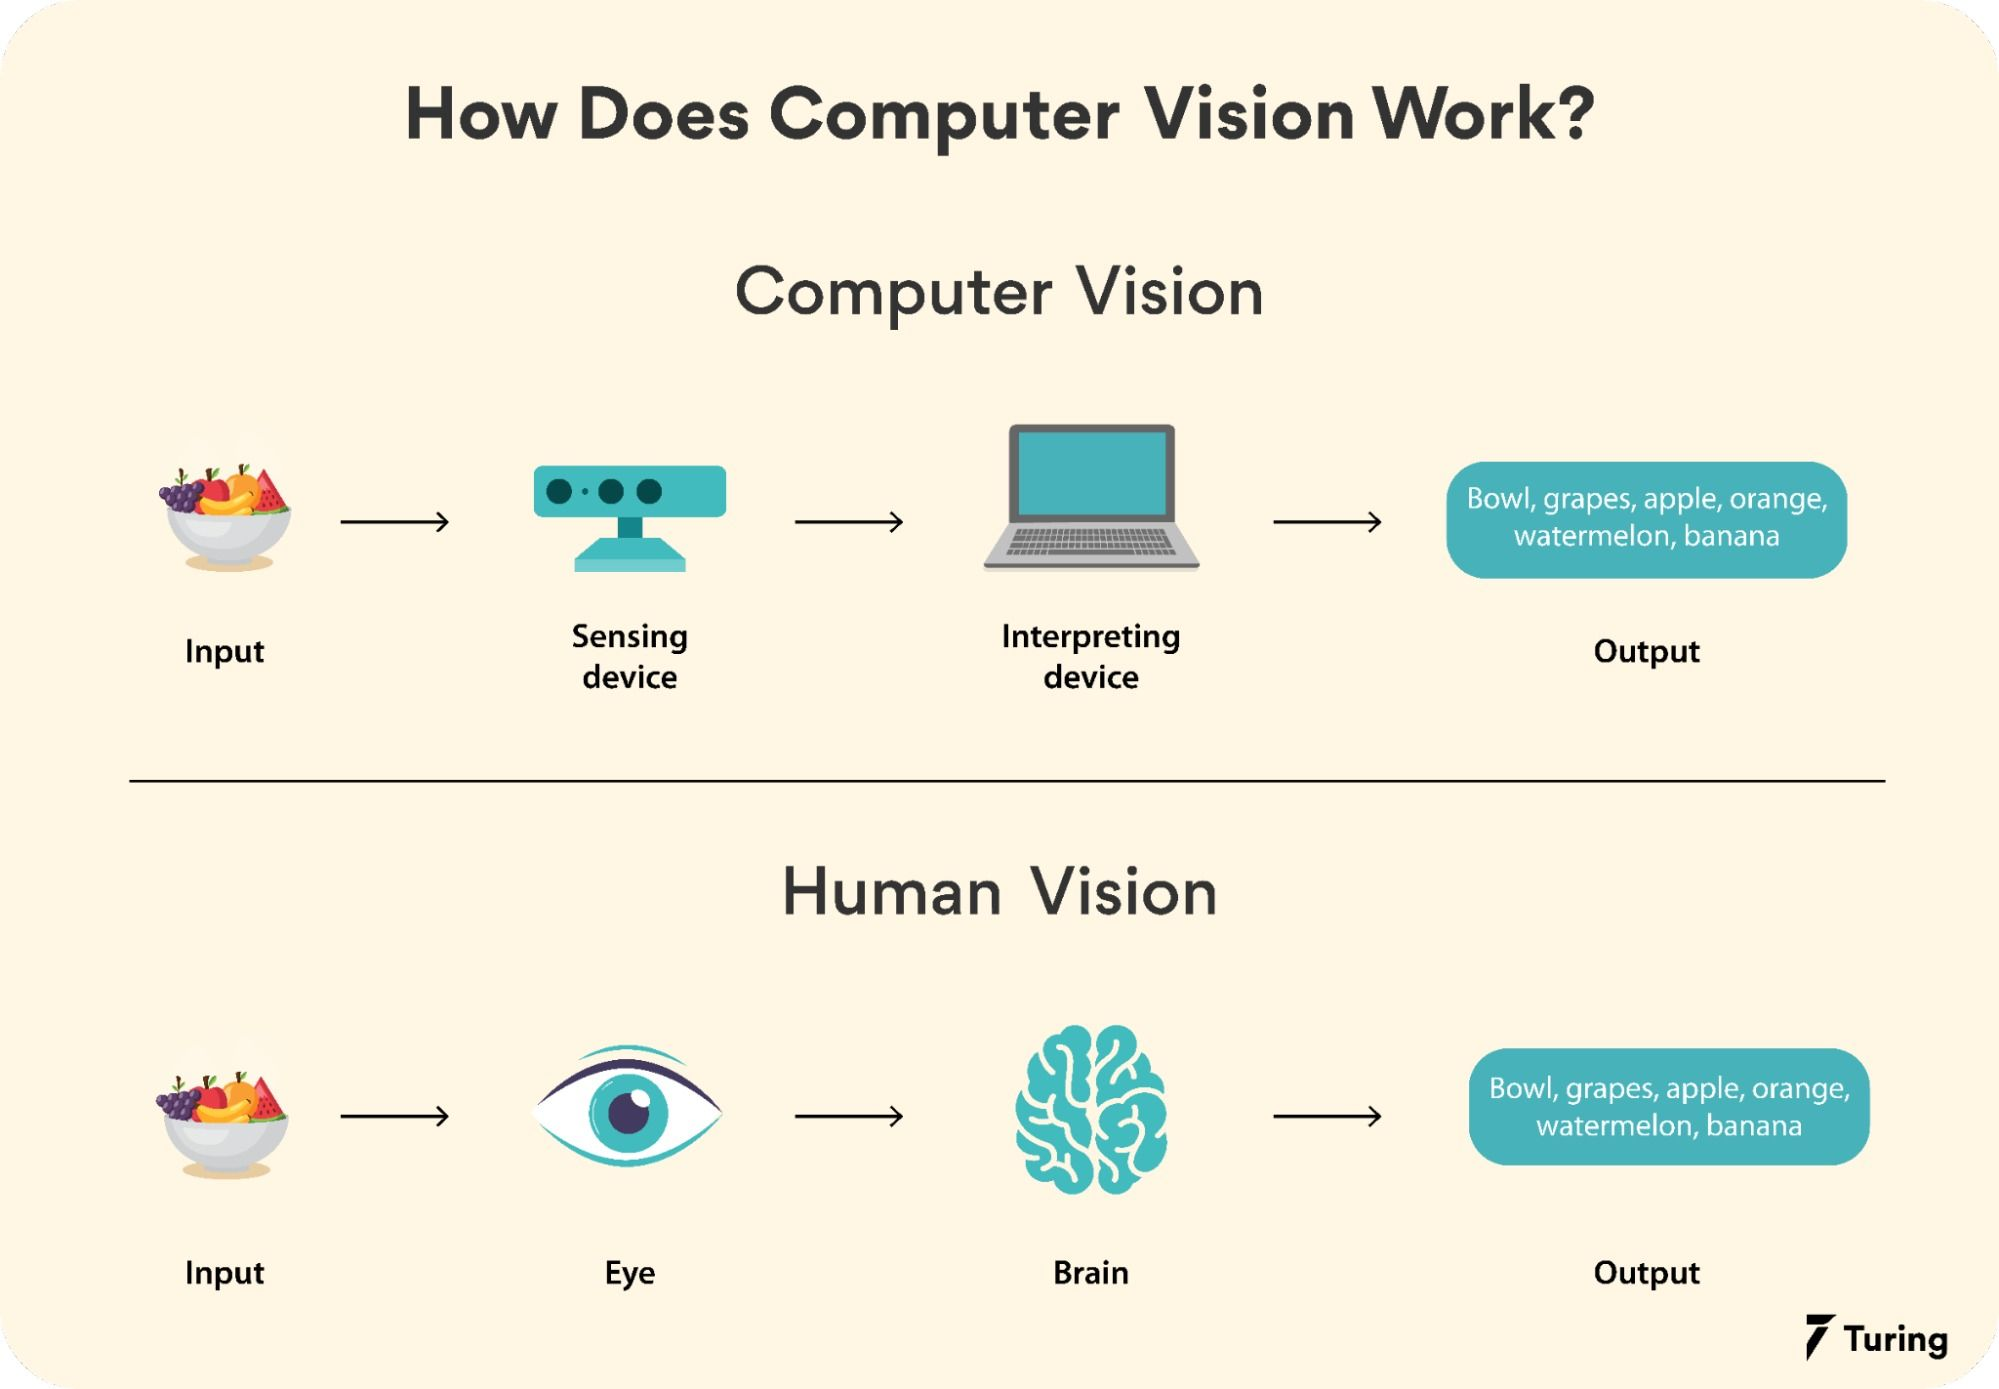 How Does Computer Vision Work?
Computer Vision
Bowl, grapes, apple, orange,
watermelon, banana
Input
Sensing
device
Interpreting
device
Output
Human Vision
Bowl, grapes, apple, orange,
watermelon, banana
Input
Eye
Brain
Output
Turing